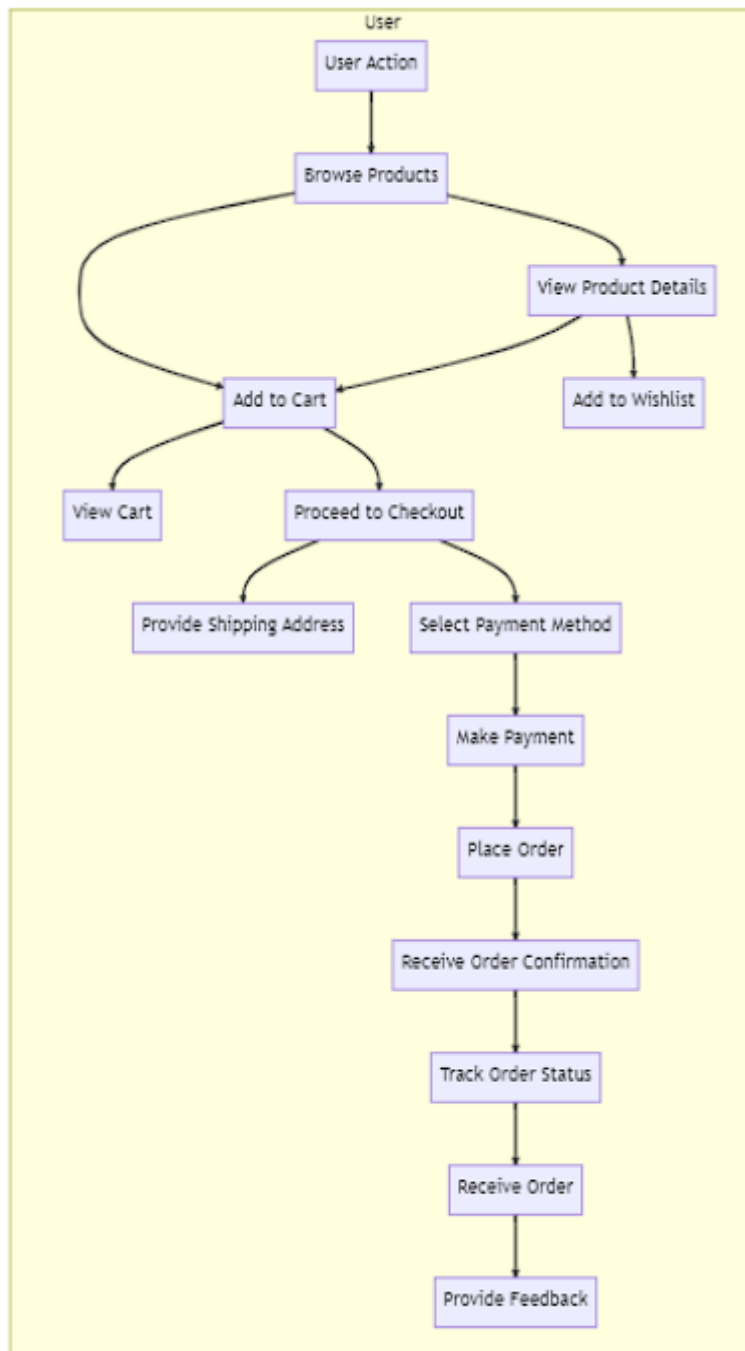 User
User Action
Browse Products
View Product Details
Add to Cart
Add to Wishlist
View Cart
Proceed to Checkout
Provide Shipping Address
Select Payment Method
Make Payment
Place Order
Receive Order Confirmation
Track Order Status
Receive Order
Provide Feedback